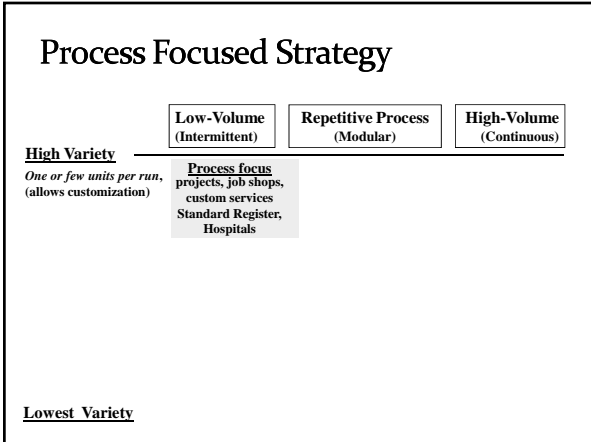 Process Focused Strategy
Low-Volume
(Intermittent)
Repetitive Process
(Modular)
High-Volume
(Continuous)
High Variety
One or few units per run,
(allows customization)
Process focus
projects, job shops,
custom services
Standard Register,
Hospitals
Lowest Variety